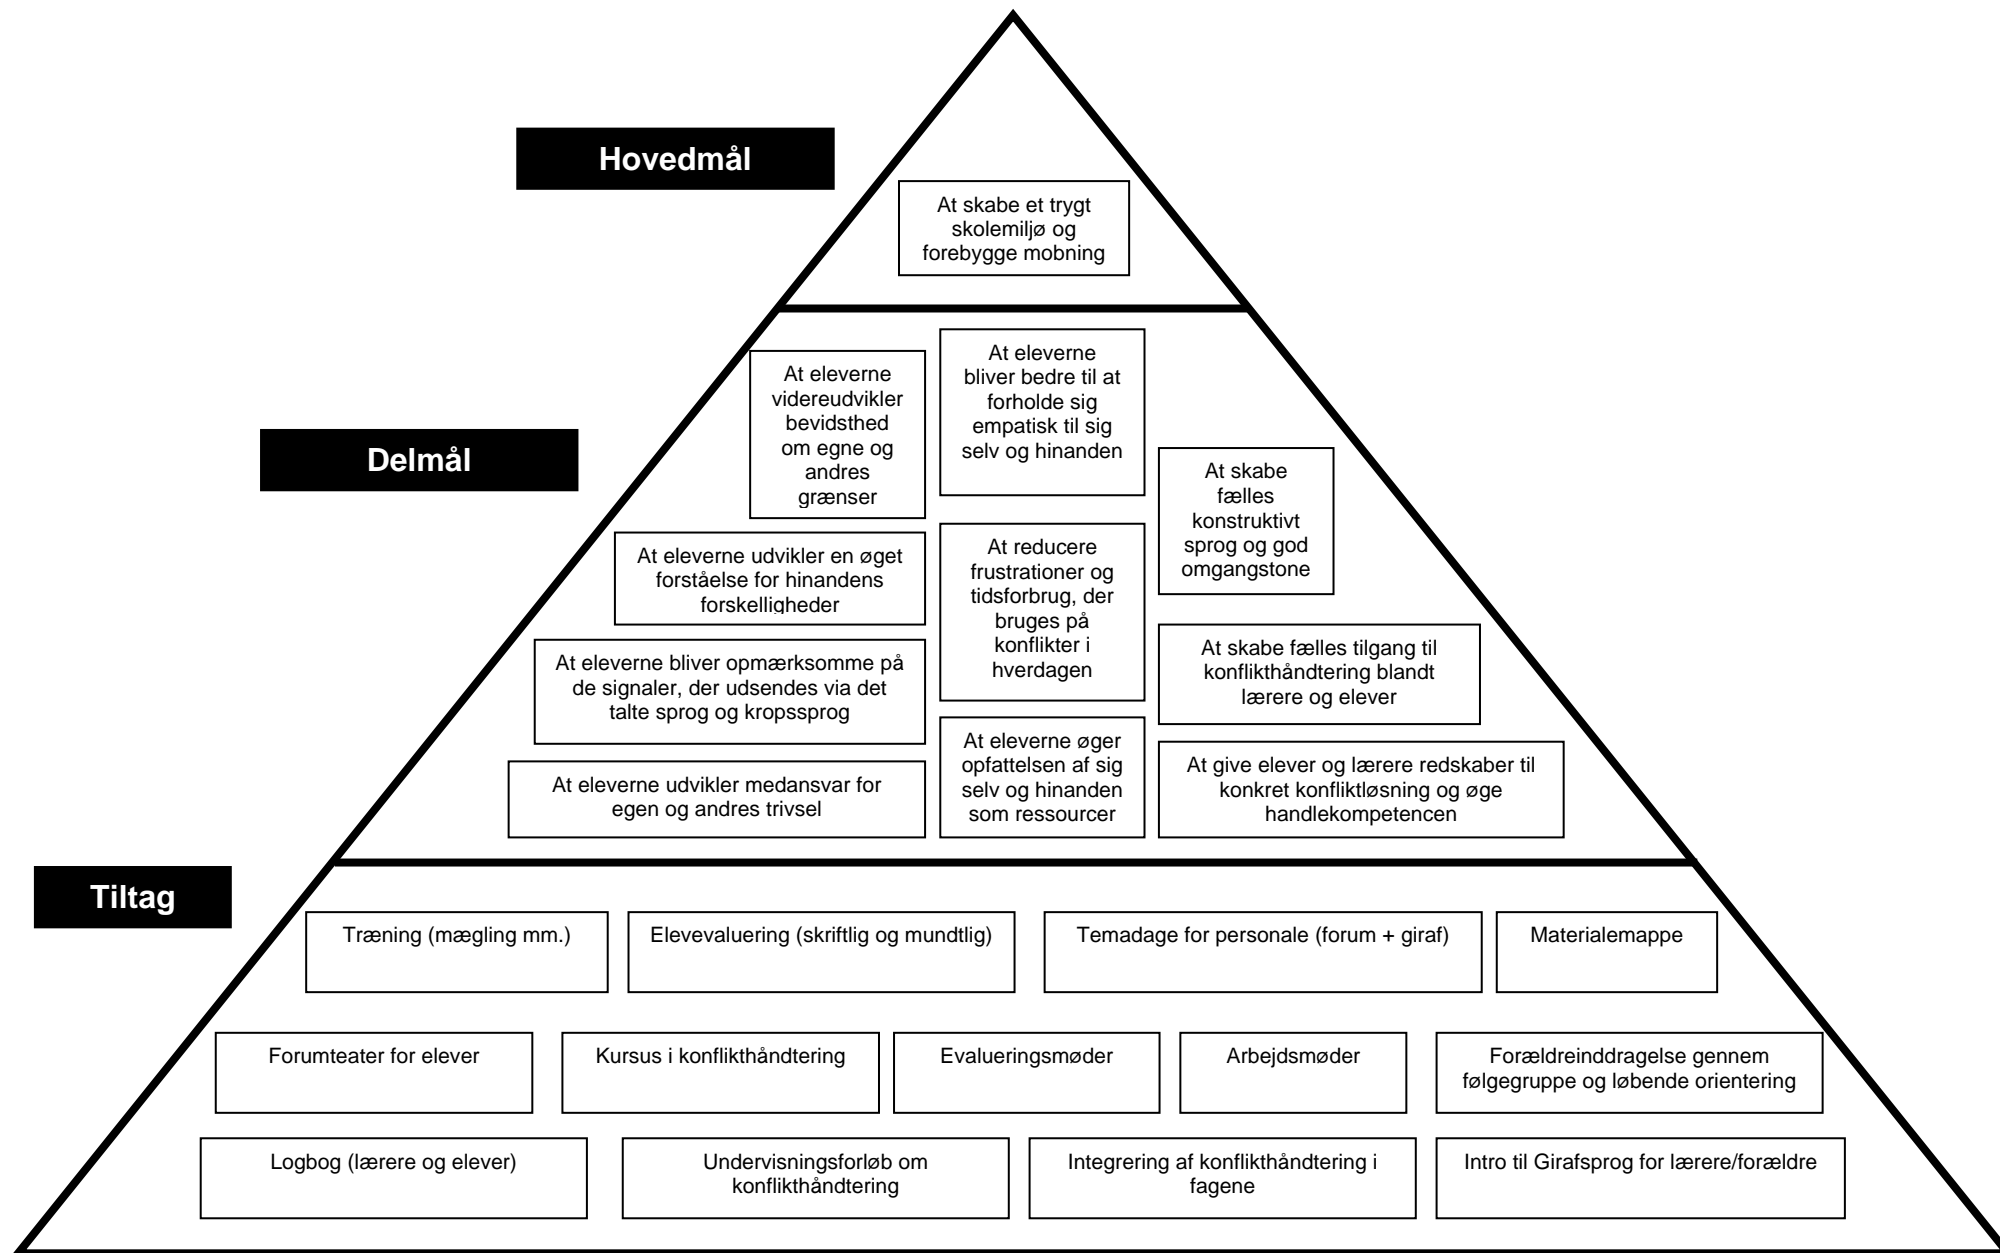 Hovedmål
At skabe et trygt
skolemiljø og
forebygge mobning
Delmål
At eleverne
videreudvikler
bevidsthed
om egne og
andres
grænser
At eleverne
bliver bedre til at
forholde sig
empatisk til sig
selv og hinanden
At skabe
fælles
konstruktivt
sprog og god
omgangstone
At eleverne udvikler en øget
forståelse for hinandens
forskelligheder
At reducere
frustrationer og
tidsforbrug, der
bruges på
konflikter i
hverdagen
At eleverne bliver opmærksomme på
de signaler, der udsendes via det
talte sprog og kropssprog
At skabe fælles tilgang til
konflikthåndtering blandt
lærere og elever
At eleverne udvikler medansvar for
egen og andres trivsel
At eleverne øger
opfattelsen af sig
selv og hinanden
som ressourcer
At give elever og lærere redskaber til
konkret konfliktløsning og øge
handlekompetencen
Tiltag
Træning (mægling mm.)
Elevevaluering (skriftlig og mundtlig)
Temadage for personale (forum + giraf)
Materialemappe
Forumteater for elever
Kursus i konflikthåndtering
Evalueringsmøder
Arbejdsmøder
Forældreinddragelse gennem
følgegruppe og løbende orientering
Logbog (lærere og elever)
Undervisningsforløb om
konflikthåndtering
Integrering af konflikthåndtering i
fagene
Intro til Girafsprog for lærere/forældre